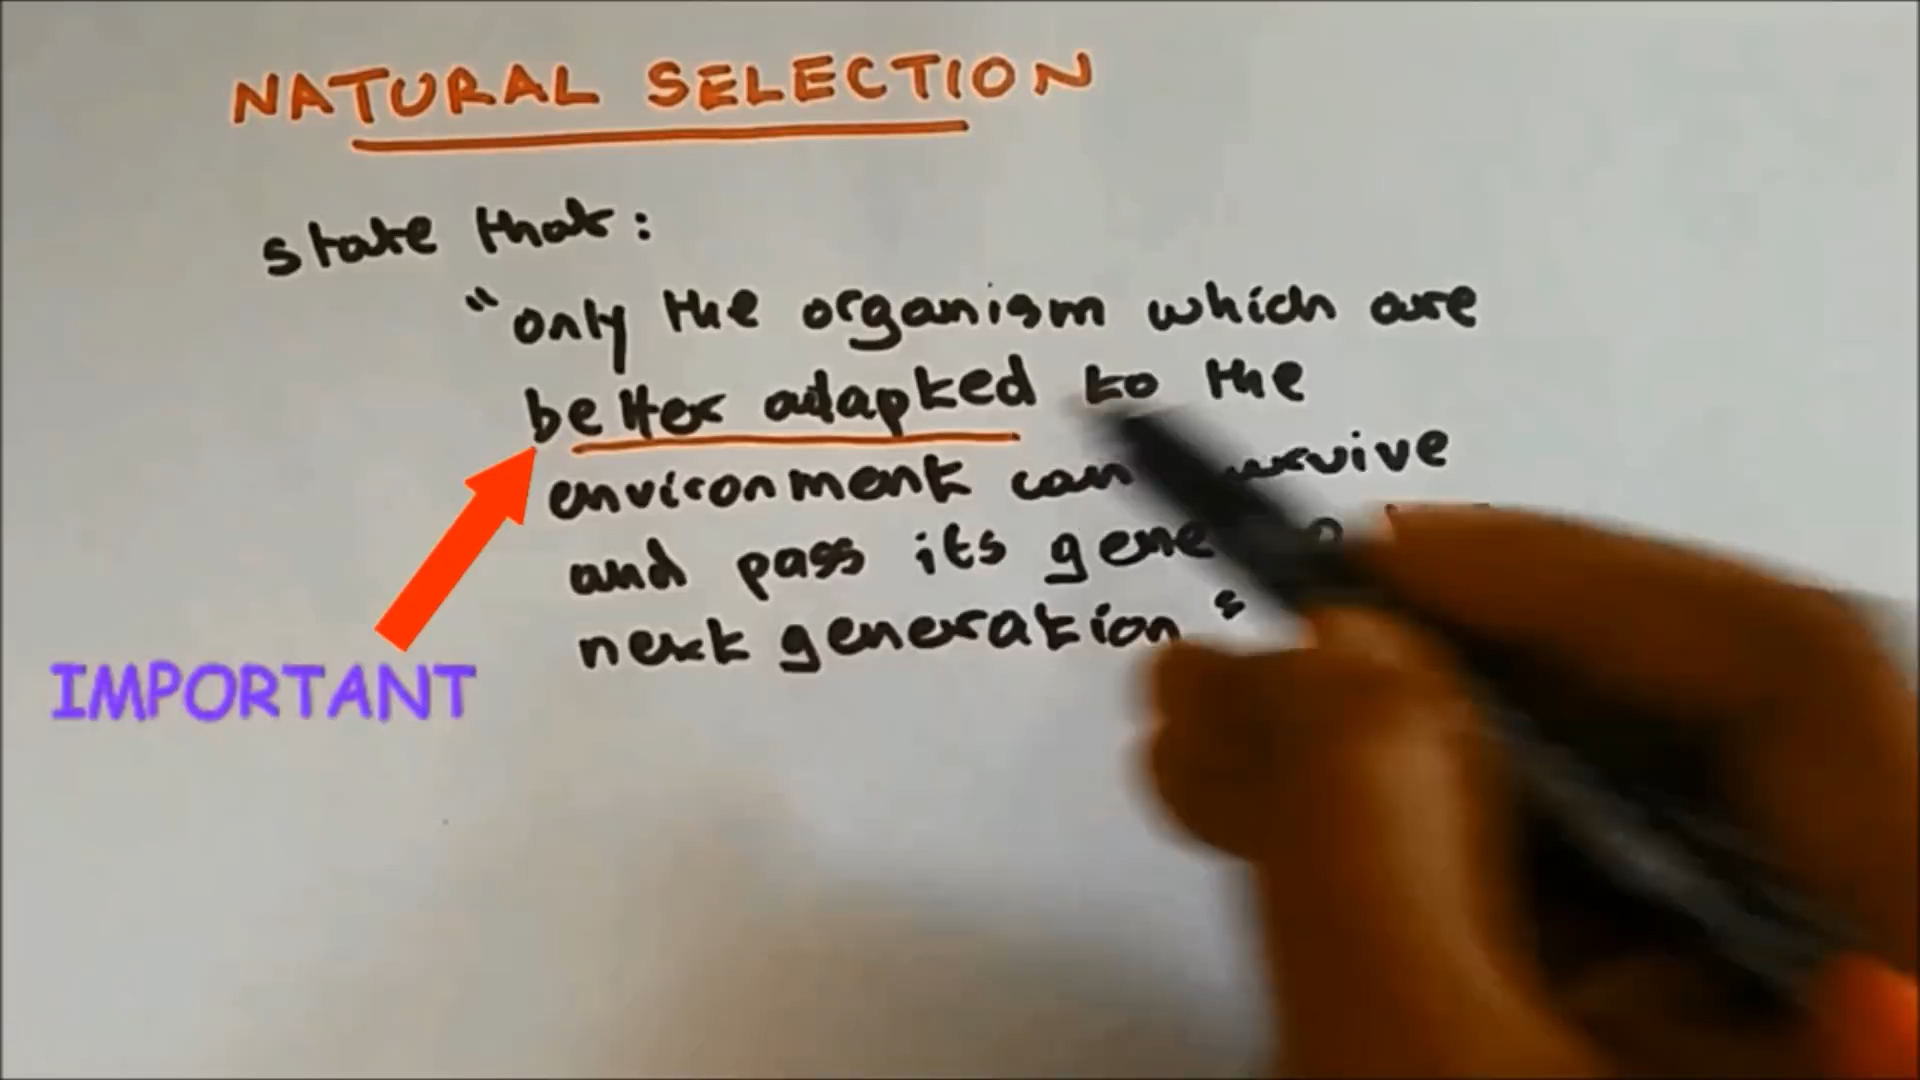 NATURAL SELECTION
state that:
"only the organism which are
better adapted to the
environment can survive
and pass its gene
next generation"
IMPORTANT